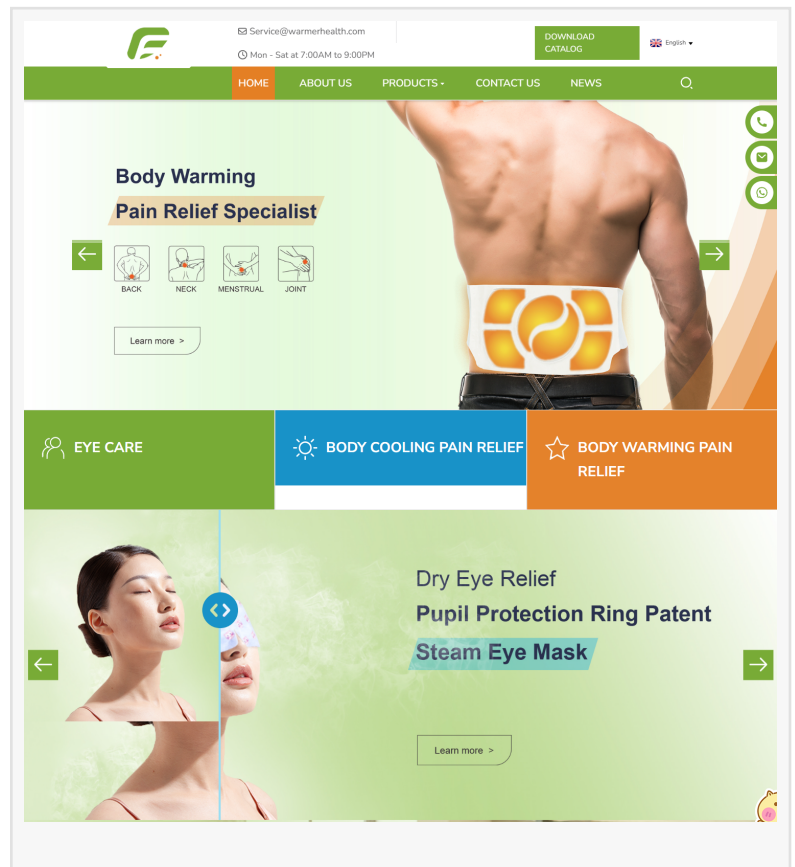 Service@warmerhealth.com
Mon - Sat at 7:00AM to 9:00PM
DOWNLOAD
CATALOG
English
HOME
ABOUT US
PRODUCTS
CONTACT US
NEWS
Body Warming
Pain Relief Specialist
BACK
NECK
MENSTRUAL
JOINT
Learn more >
EYE CARE
BODY COOLING PAIN RELIEF
BODY WARMING PAIN
RELIEF
Dry Eye Relief
Pupil Protection Ring Patent
Steam Eye Mask
Learn more >